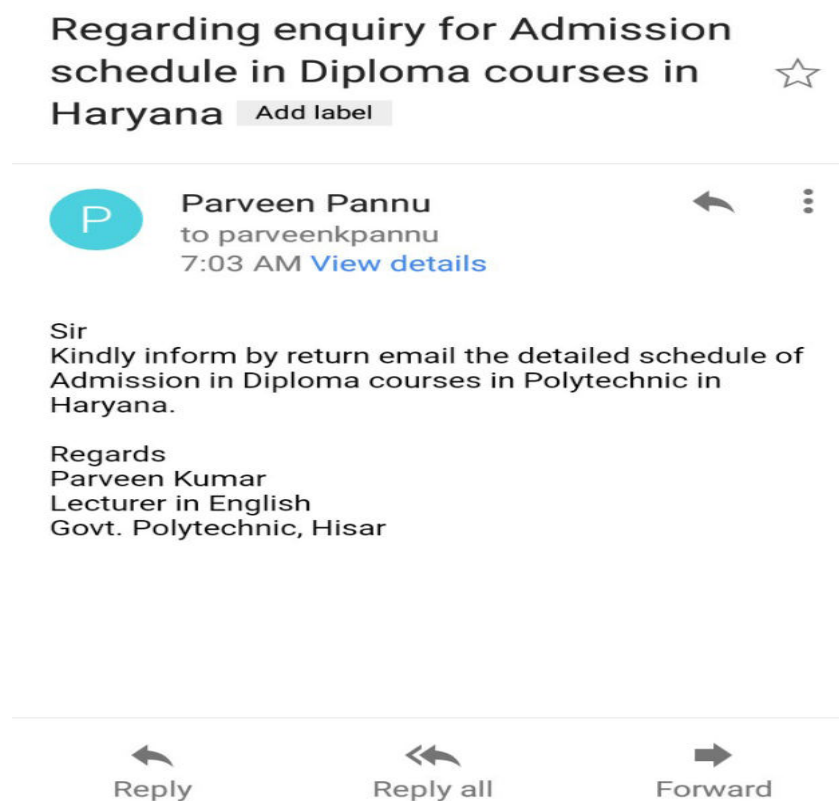 Regarding enquiry for Admission
schedule in Diploma courses in
Haryana Add label
P
Parveen Pannu
to parveenkpannu
7:03 AM View details
Sir
Kindly inform by return email the detailed schedule of
Admission in Diploma courses in Polytechnic in
Haryana.
Regards
Parveen Kumar
Lecturer in English
Govt. Polytechnic, Hisar
Reply Reply all Forward